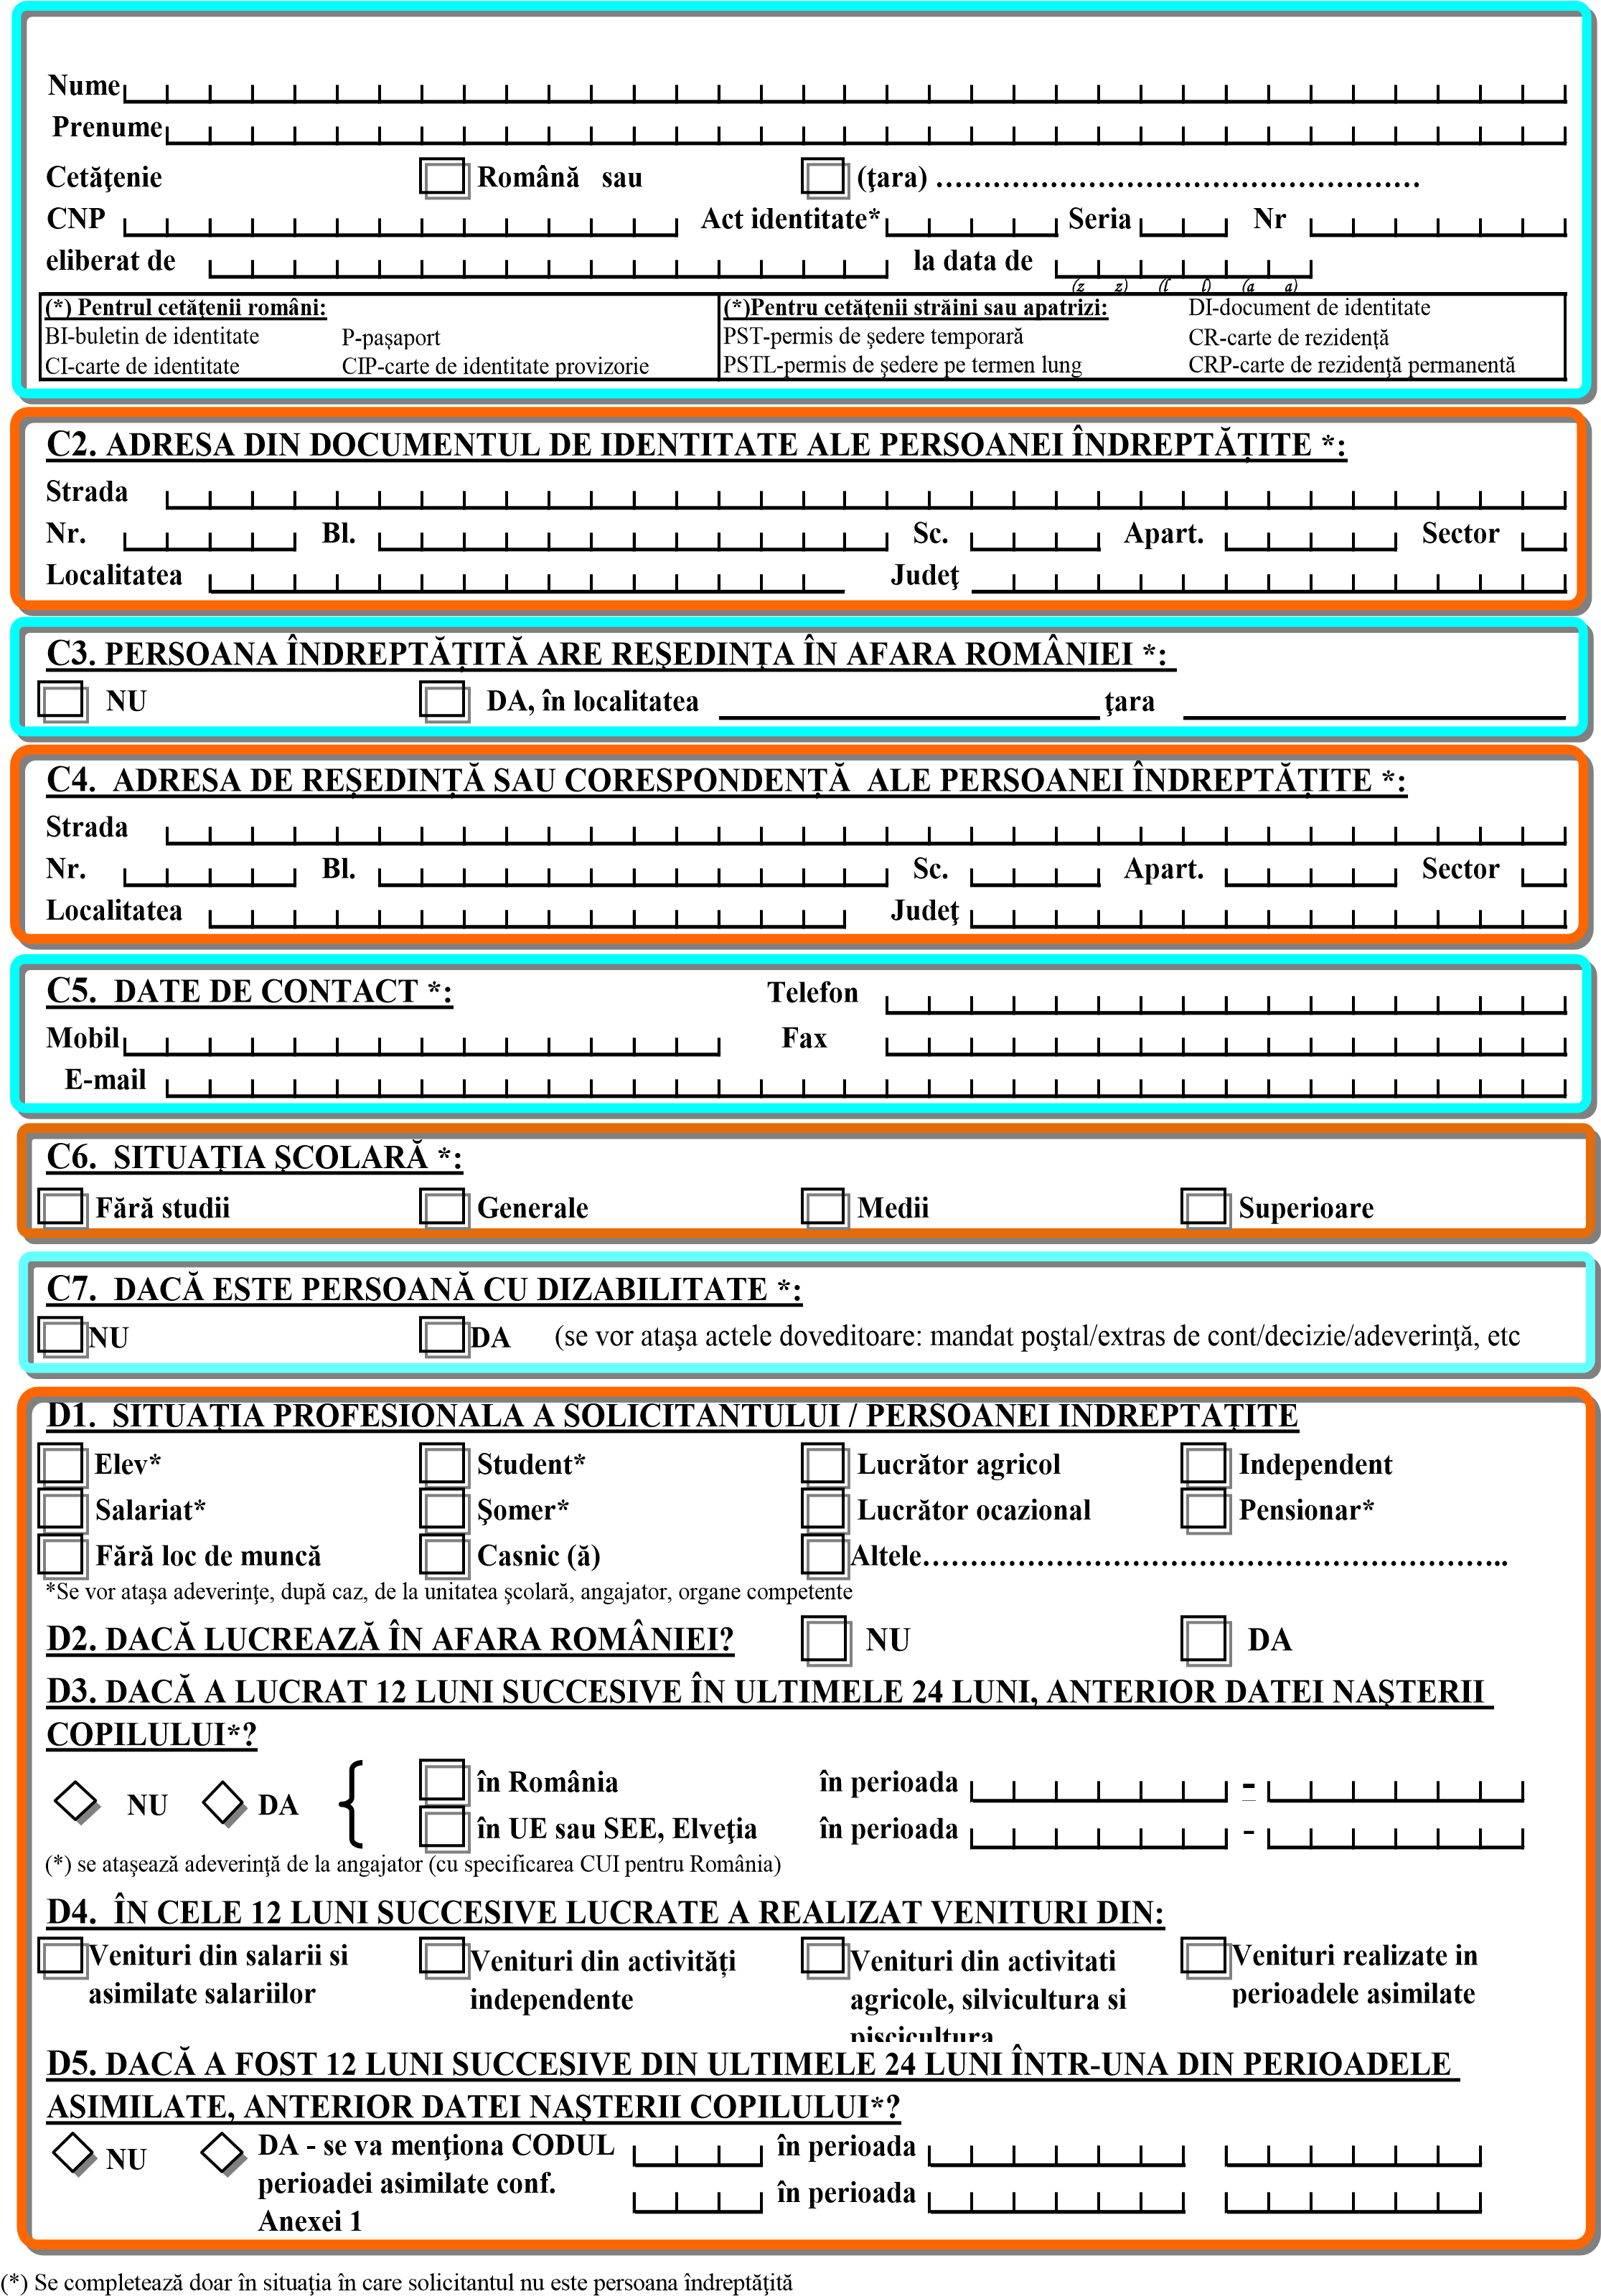 Nume
Prenume
Cetăţenie Română sau (ţara) ……………………………………………
CNP Act identitate* Seria Nr
eliberat de la data de
(z z) (l l) (a a)
(*) Pentrul cetăţenii români: (*)Pentru cetăţenii străini sau apatrizi: DI-document de identitate
BI-buletin de identitate P-paşaport PST-permis de şedere temporară CR-carte de rezidenţă
CI-carte de identitate CIP-carte de identitate provizorie PSTL-permis de şedere pe termen lung CRP-carte de rezidenţă permanentă
C2. ADRESA DIN DOCUMENTUL DE IDENTITATE ALE PERSOANEI ÎNDREPTĂŢITE *:
Strada
Nr. Bl. Sc. Apart. Sector
Localitatea Judeţ
C3. PERSOANA ÎNDREPTĂŢITĂ ARE REŞEDINŢA ÎN AFARA ROMÂNIEI *:
NU DA, în localitatea ţara
C4. ADRESA DE REŞEDINŢĂ SAU CORESPONDENŢĂ ALE PERSOANEI ÎNDREPTĂŢITE *:
Strada
Nr. Bl. Sc. Apart. Sector
Localitatea Judeţ
C5. DATE DE CONTACT *: Telefon
Mobil Fax
E-mail
C6. SITUAŢIA ŞCOLARĂ *:
Fără studii Generale Medii Superioare
C7. DACĂ ESTE PERSOANĂ CU DIZABILITATE *:
NU DA (se vor ataşa actele doveditoare: mandat poştal/extras de cont/decizie/adeverinţă, etc
D1. SITUAŢIA PROFESIONALA A SOLICITANTULUI / PERSOANEI INDREPTAŢITE
Elev* Student* Lucrător agricol Independent
Salariat* Şomer* Lucrător ocazional Pensionar*
Fără loc de muncă Casnic (ă) Altele……………………………………………………..
*Se vor ataşa adeverinţe, după caz, de la unitatea şcolară, angajator, organe competente
D2. DACĂ LUCREAZĂ ÎN AFARA ROMÂNIEI? NU DA
D3. DACĂ A LUCRAT 12 LUNI SUCCESIVE ÎN ULTIMELE 24 LUNI, ANTERIOR DATEI NAŞTERII
COPILULUI*?
NU DA { în România în perioada -
în UE sau SEE, Elveţia în perioada -
(*) se ataşează adeverinţă de la angajator (cu specificarea CUI pentru România)
D4. ÎN CELE 12 LUNI SUCCESIVE LUCRATE A REALIZAT VENITURI DIN:
Venituri din salarii si Venituri din activităţi Venituri din activitati Venituri realizate in
asimilate salariilor independente agricole, silvicultura si perioadele asimilate
piscicultura
D5. DACĂ A FOST 12 LUNI SUCCESIVE DIN ULTIMELE 24 LUNI ÎNTR-UNA DIN PERIOADELE
ASIMILATE, ANTERIOR DATEI NAŞTERII COPILULUI*?
NU DA - se va menţiona CODUL în perioada
perioadei asimilate conf. în perioada
Anexei 1
(*) Se completează doar în situaţia în care solicitantul nu este persoana îndreptăţită